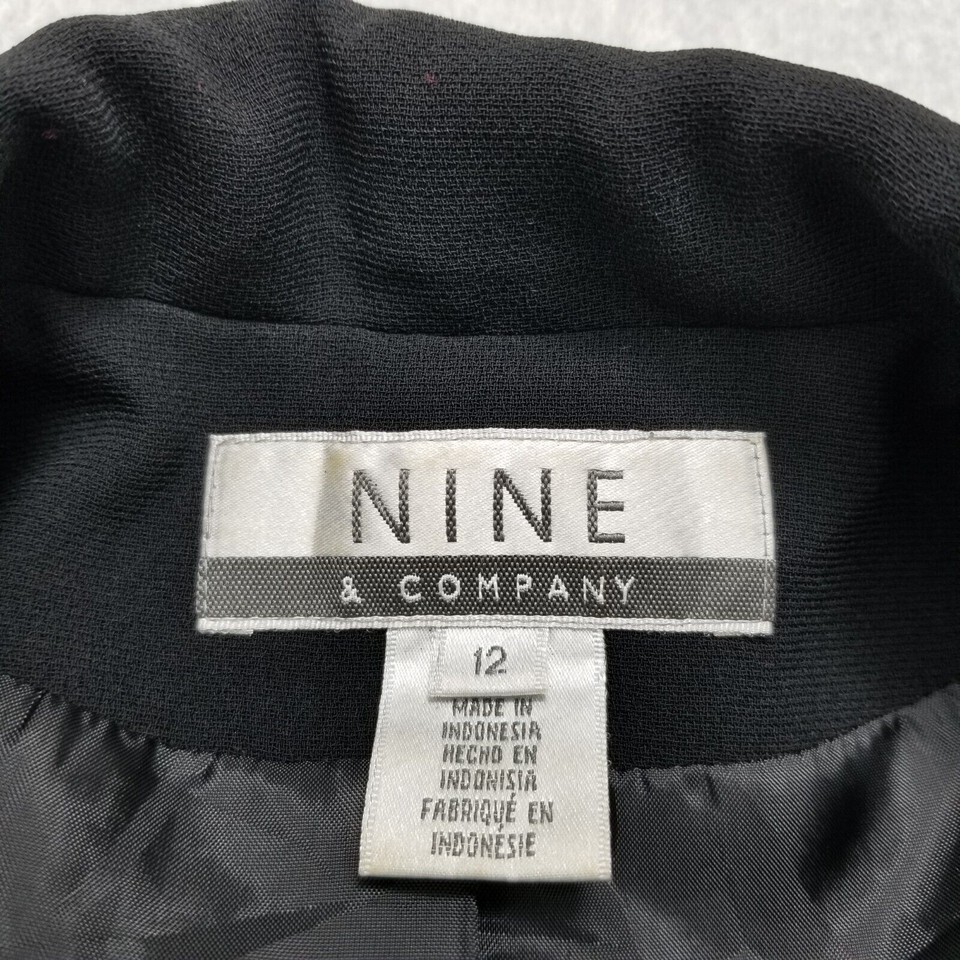 NINE
& COMPANY
12
MADE IN
INDONESIA
HECHO EN
INDONISIA
FABRIQUÉ EN
INDONÉSIE